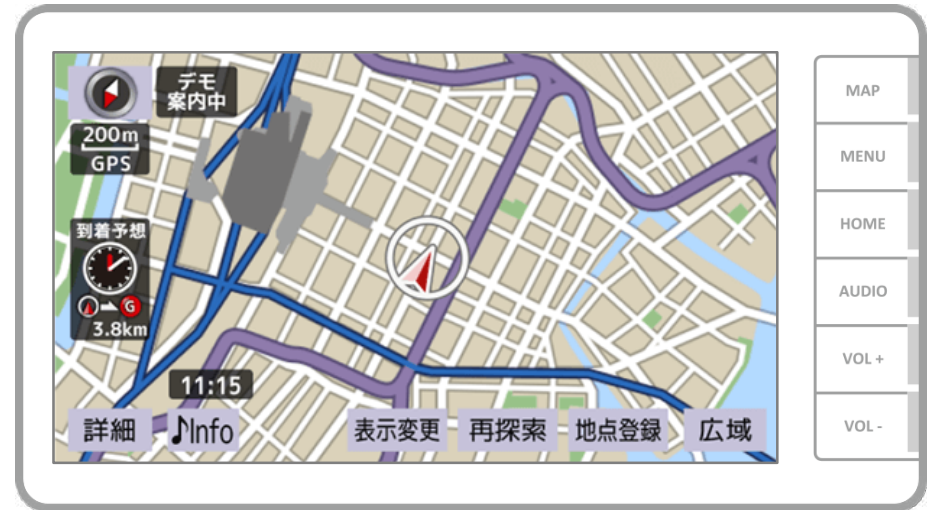 デモ
案内中
200m
GPS
到着予想
G
3.8km
11:15
詳細
♪Info
表示変更
再探索
地点登録
広域
MAP
MENU
HOME
AUDIO
VOL +
VOL -